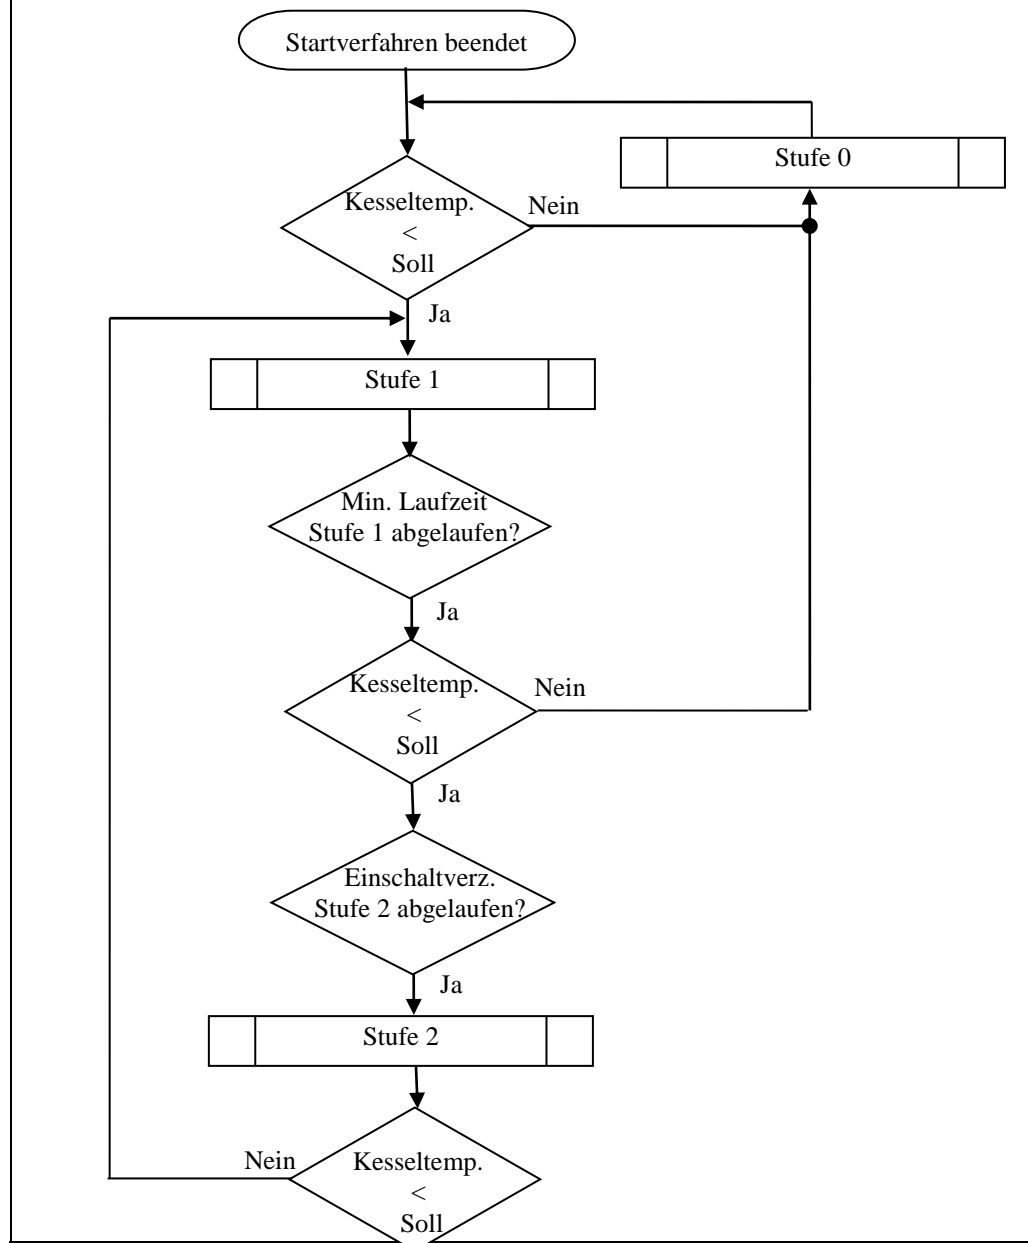 Startverfahren beendet
Stufe 0
Kesseltemp.
<
Soll
Nein
Ja
Stufe 1
Min. Laufzeit
Stufe 1 abgelaufen?
Ja
Kesseltemp.
<
Soll
Nein
Ja
Einschaltverz.
Stufe 2 abgelaufen?
Ja
Stufe 2
Nein
Kesseltemp.
<
Soll